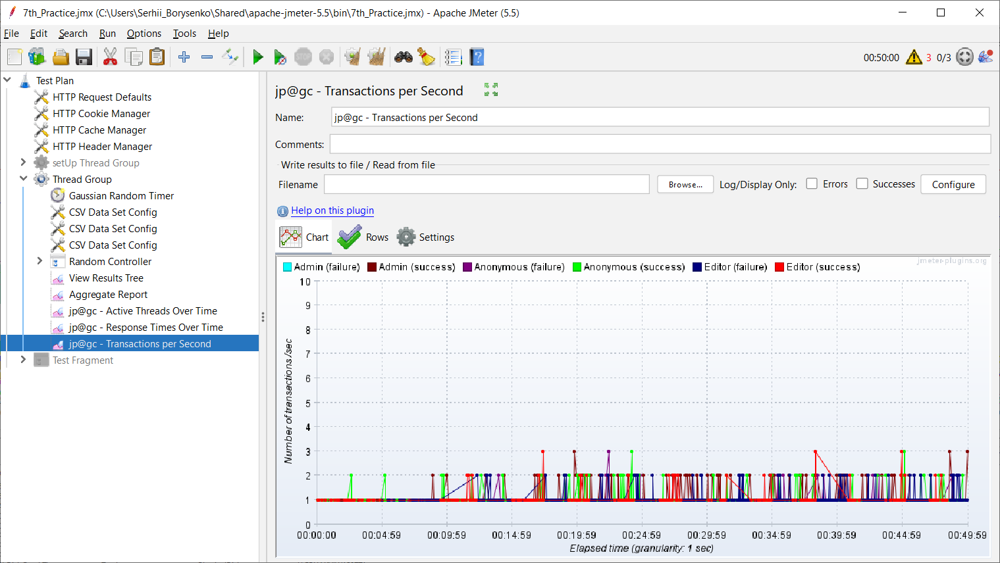 7th_Practice.jmx (C:\Users\Serhii_Borysenko\Shared\apache-jmeter-5.5\bin\7th_Practice.jmx) - Apache JMeter (5.5)
File Edit Search Run Options Tools Help
STOP
00:50:00 3 0/3
Test Plan
HTTP Request Defaults
HTTP Cookie Manager
HTTP Cache Manager
HTTP Header Manager
setUp Thread Group
Thread Group
Gaussian Random Timer
CSV Data Set Config
CSV Data Set Config
CSV Data Set Config
Random Controller
View Results Tree
Aggregate Report
jp@gc - Active Threads Over Time
jp@gc - Response Times Over Time
jp@gc - Transactions per Second
Test Fragment
jp@gc - Transactions per Second
Name: jp@gc - Transactions per Second
Comments:
Write results to file / Read from file
Filename Browse... Log/Display Only: Errors Successes Configure
Help on this plugin
Chart Rows Settings
Admin (failure) Admin (success) Anonymous (failure) Anonymous (success) Editor (failure) Editor (success)
jmeter-plugins.org
10
9
8
7
6
5
4
3
2
1
0
Number of transactions /sec
00:00:00 00:04:59 00:09:59 00:14:59 00:19:59 00:24:59 00:29:59 00:34:59 00:39:59 00:44:59 00:49:59
Elapsed time (granularity: 1 sec)